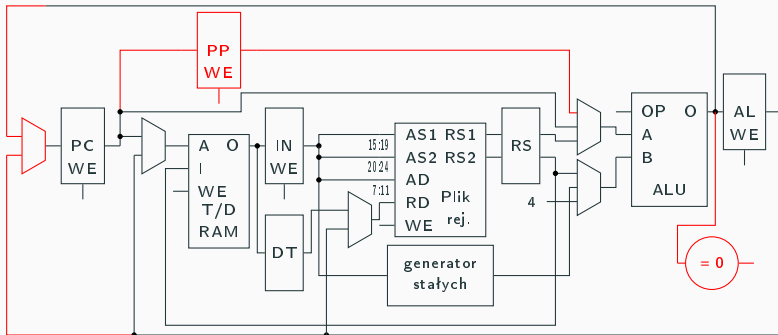 PP
WE
PC
WE
A O
I
WE
T/D
RAM
IN
WE
DT
15:19
20:24
7:11
AS1 RS1
AS2 RS2
AD
RD
WE
Plik
rej.
RS
generator
stałych
4
OP O
A
B
ALU
AL
WE
= 0